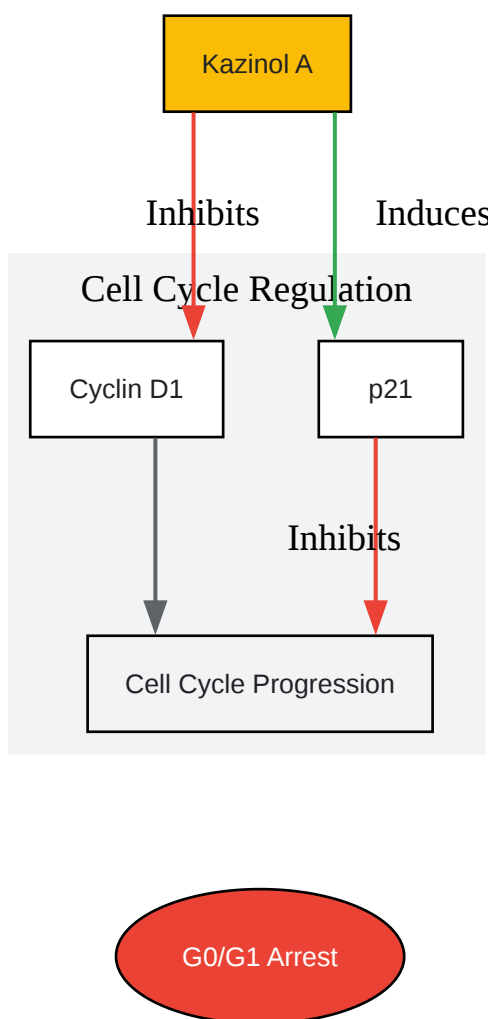 Kazinol A
Inhibits
Induces
Cell Cycle Regulation
Cyclin D1
p21
Inhibits
Cell Cycle Progression
G0/G1 Arrest